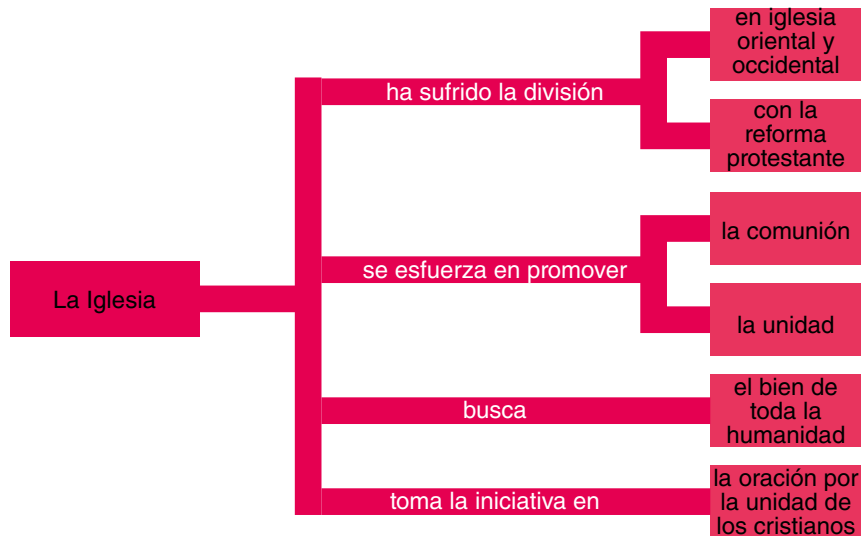 La Iglesia
ha sufrido la división
en iglesia
oriental y
occidental
con la
reforma
protestante
se esfuerza en promover
la comunión
la unidad
busca
el bien de
toda la
humanidad
toma la iniciativa en
la oración por
la unidad de
los cristianos